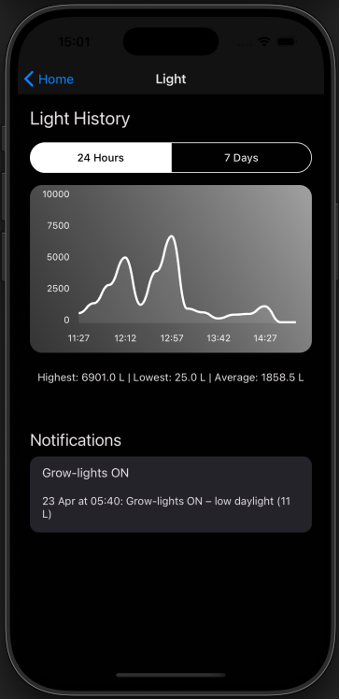 15:01
Home
Light
Light History
24 Hours
7 Days
10000
7500
5000
2500
0
11:27 12:12 12:57 13:42 14:27
Highest: 6901.0 L | Lowest: 25.0 L | Average: 1858.5 L
Notifications
Grow-lights ON
23 Apr at 05:40: Grow-lights ON – low daylight (11
L)